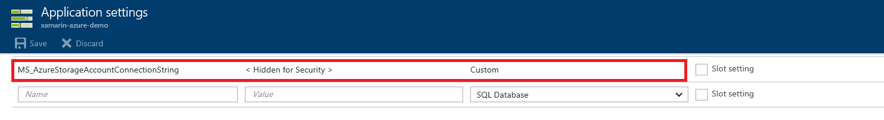 Application settings
xamarin-azure-demo
Save Discard
MS_AzureStorageAccountConnectionString < Hidden for Security > Custom Slot setting
Name Value SQL Database Slot setting